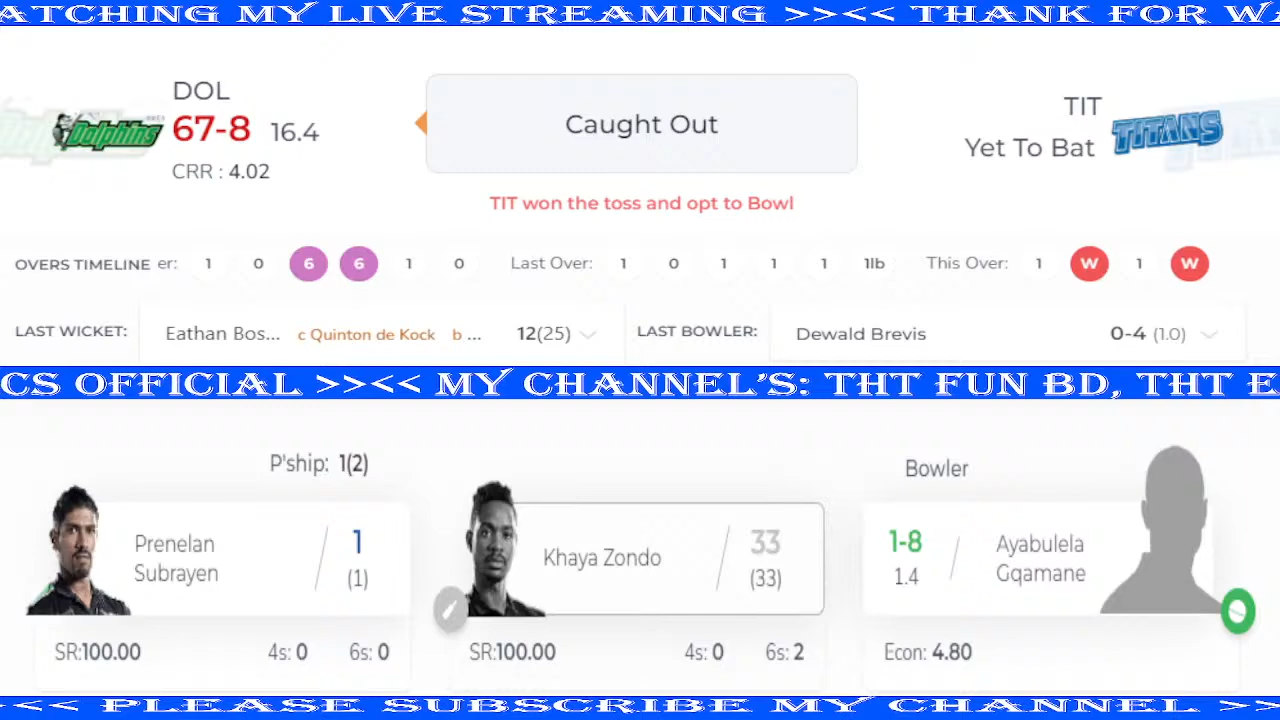 ATCHING MY LIVE STREAMING >><< THANK FOR WA
DOL
67-8 16.4
CRR : 4.02
Dolphins
Caught Out
TIT won the toss and opt to Bowl
TIT
Yet To Bat
TITANS
OVERS TIMELINE er: 1 0 6 6 1 0 Last Over: 1 0 1 1 1 1lb This Over: 1 W 1 W
LAST WICKET: Eathan Bos... c Quinton de Kock b ... 12(25) LAST BOWLER: Dewald Brevis 0-4 (1.0)
CS OFFICIAL >><< MY CHANNEL'S: THT FUN BD, THT E
P'ship: 1(2)
Prenelan
Subrayen
1
(1)
SR:100.00 4s: 0 6s: 0
Khaya Zondo
33
(33)
SR:100.00 4s: 0 6s: 2
Bowler
1-8
1.4
Ayabulela
Gqamane
Econ: 4.80
<< PLEASE SUBSCRIBE MY CHANNEL >>